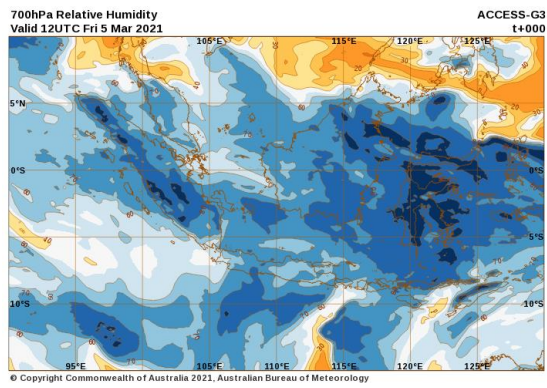 700hPa Relative Humidity
ACCESS-G3
Valid 12UTC Fri 5 Mar 2021
t+000
105°E
115°E
120°E
125°E
5°N
0°S
0°S
5°S
5°S
10°S
10°S
95°E
105°E
110°E
115°E
120°E
125°E
© Copyright Commonwealth of Australia 2021, Australian Bureau of Meteorology